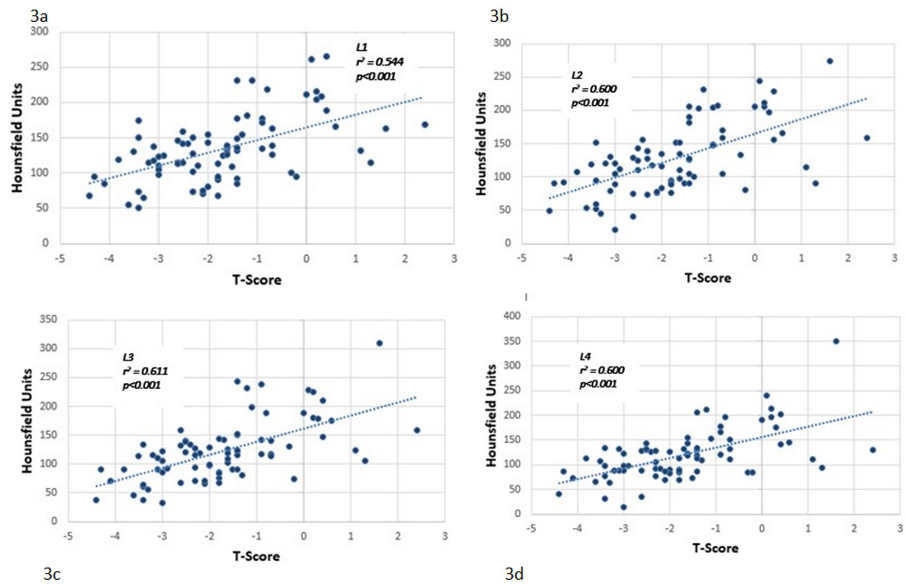 3a
300
250
200
150
100
50
0
-5 -4 -3 -2 -1 0 1 2 3
Hounsfield Units
T-Score
L1
r² = 0.544
p<0.001
3b
300
250
200
150
100
50
0
-5 -4 -3 -2 -1 0 1 2 3
Hounsfield Units
T-Score
L2
r² = 0.600
p<0.001
350
300
250
200
150
100
50
0
-5 -4 -3 -2 -1 0 1 2 3
Hounsfield Units
T-Score
L3
r² = 0.611
p<0.001
3c
400
350
300
250
200
150
100
50
0
-5 -4 -3 -2 -1 0 1 2 3
Hounsfield Units
T-Score
L4
r² = 0.600
p<0.001
3d